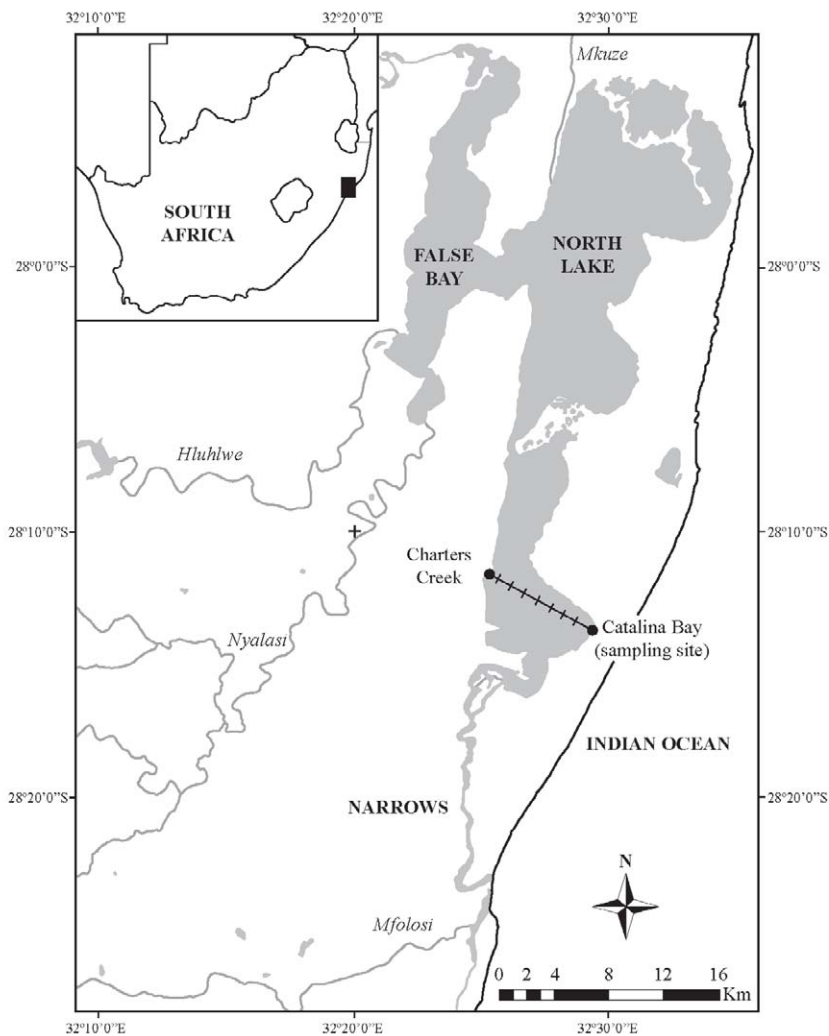 32°10'0"E
32°20'0"E
32°30'0"E
Mkuze
SOUTH
AFRICA
FALSE
BAY
NORTH
LAKE
28°0'0"S
28°0'0"S
Hluhlwe
28°10'0"S
28°10'0"S
Charters
Creek
Nyalasi
Catalina Bay
(sampling site)
INDIAN OCEAN
28°20'0"S
28°20'0"S
NARROWS
N
Mfolosi
0 2 4 8 12 16
Km
32°10'0"E
32°20'0"E
32°30'0"E